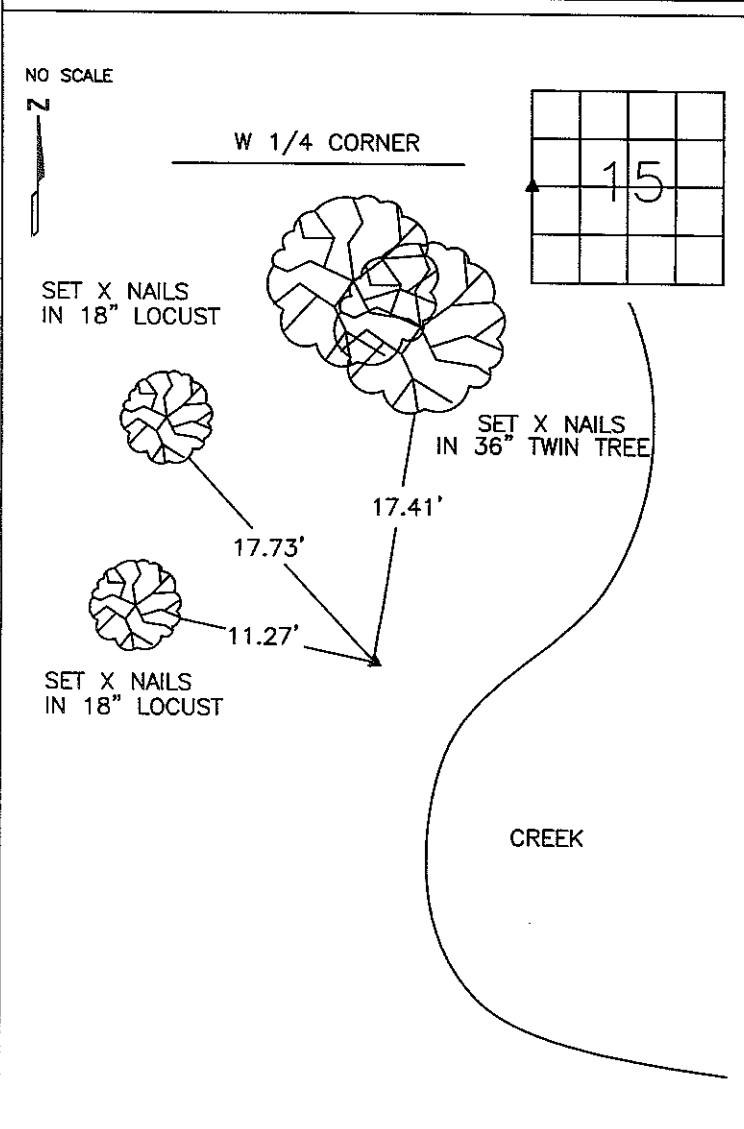 NO SCALE
N
W 1/4 CORNER
15
SET X NAILS
IN 18" LOCUST
SET X NAILS
IN 36" TWIN TREE
17.41'
17.73'
11.27'
SET X NAILS
IN 18" LOCUST
CREEK